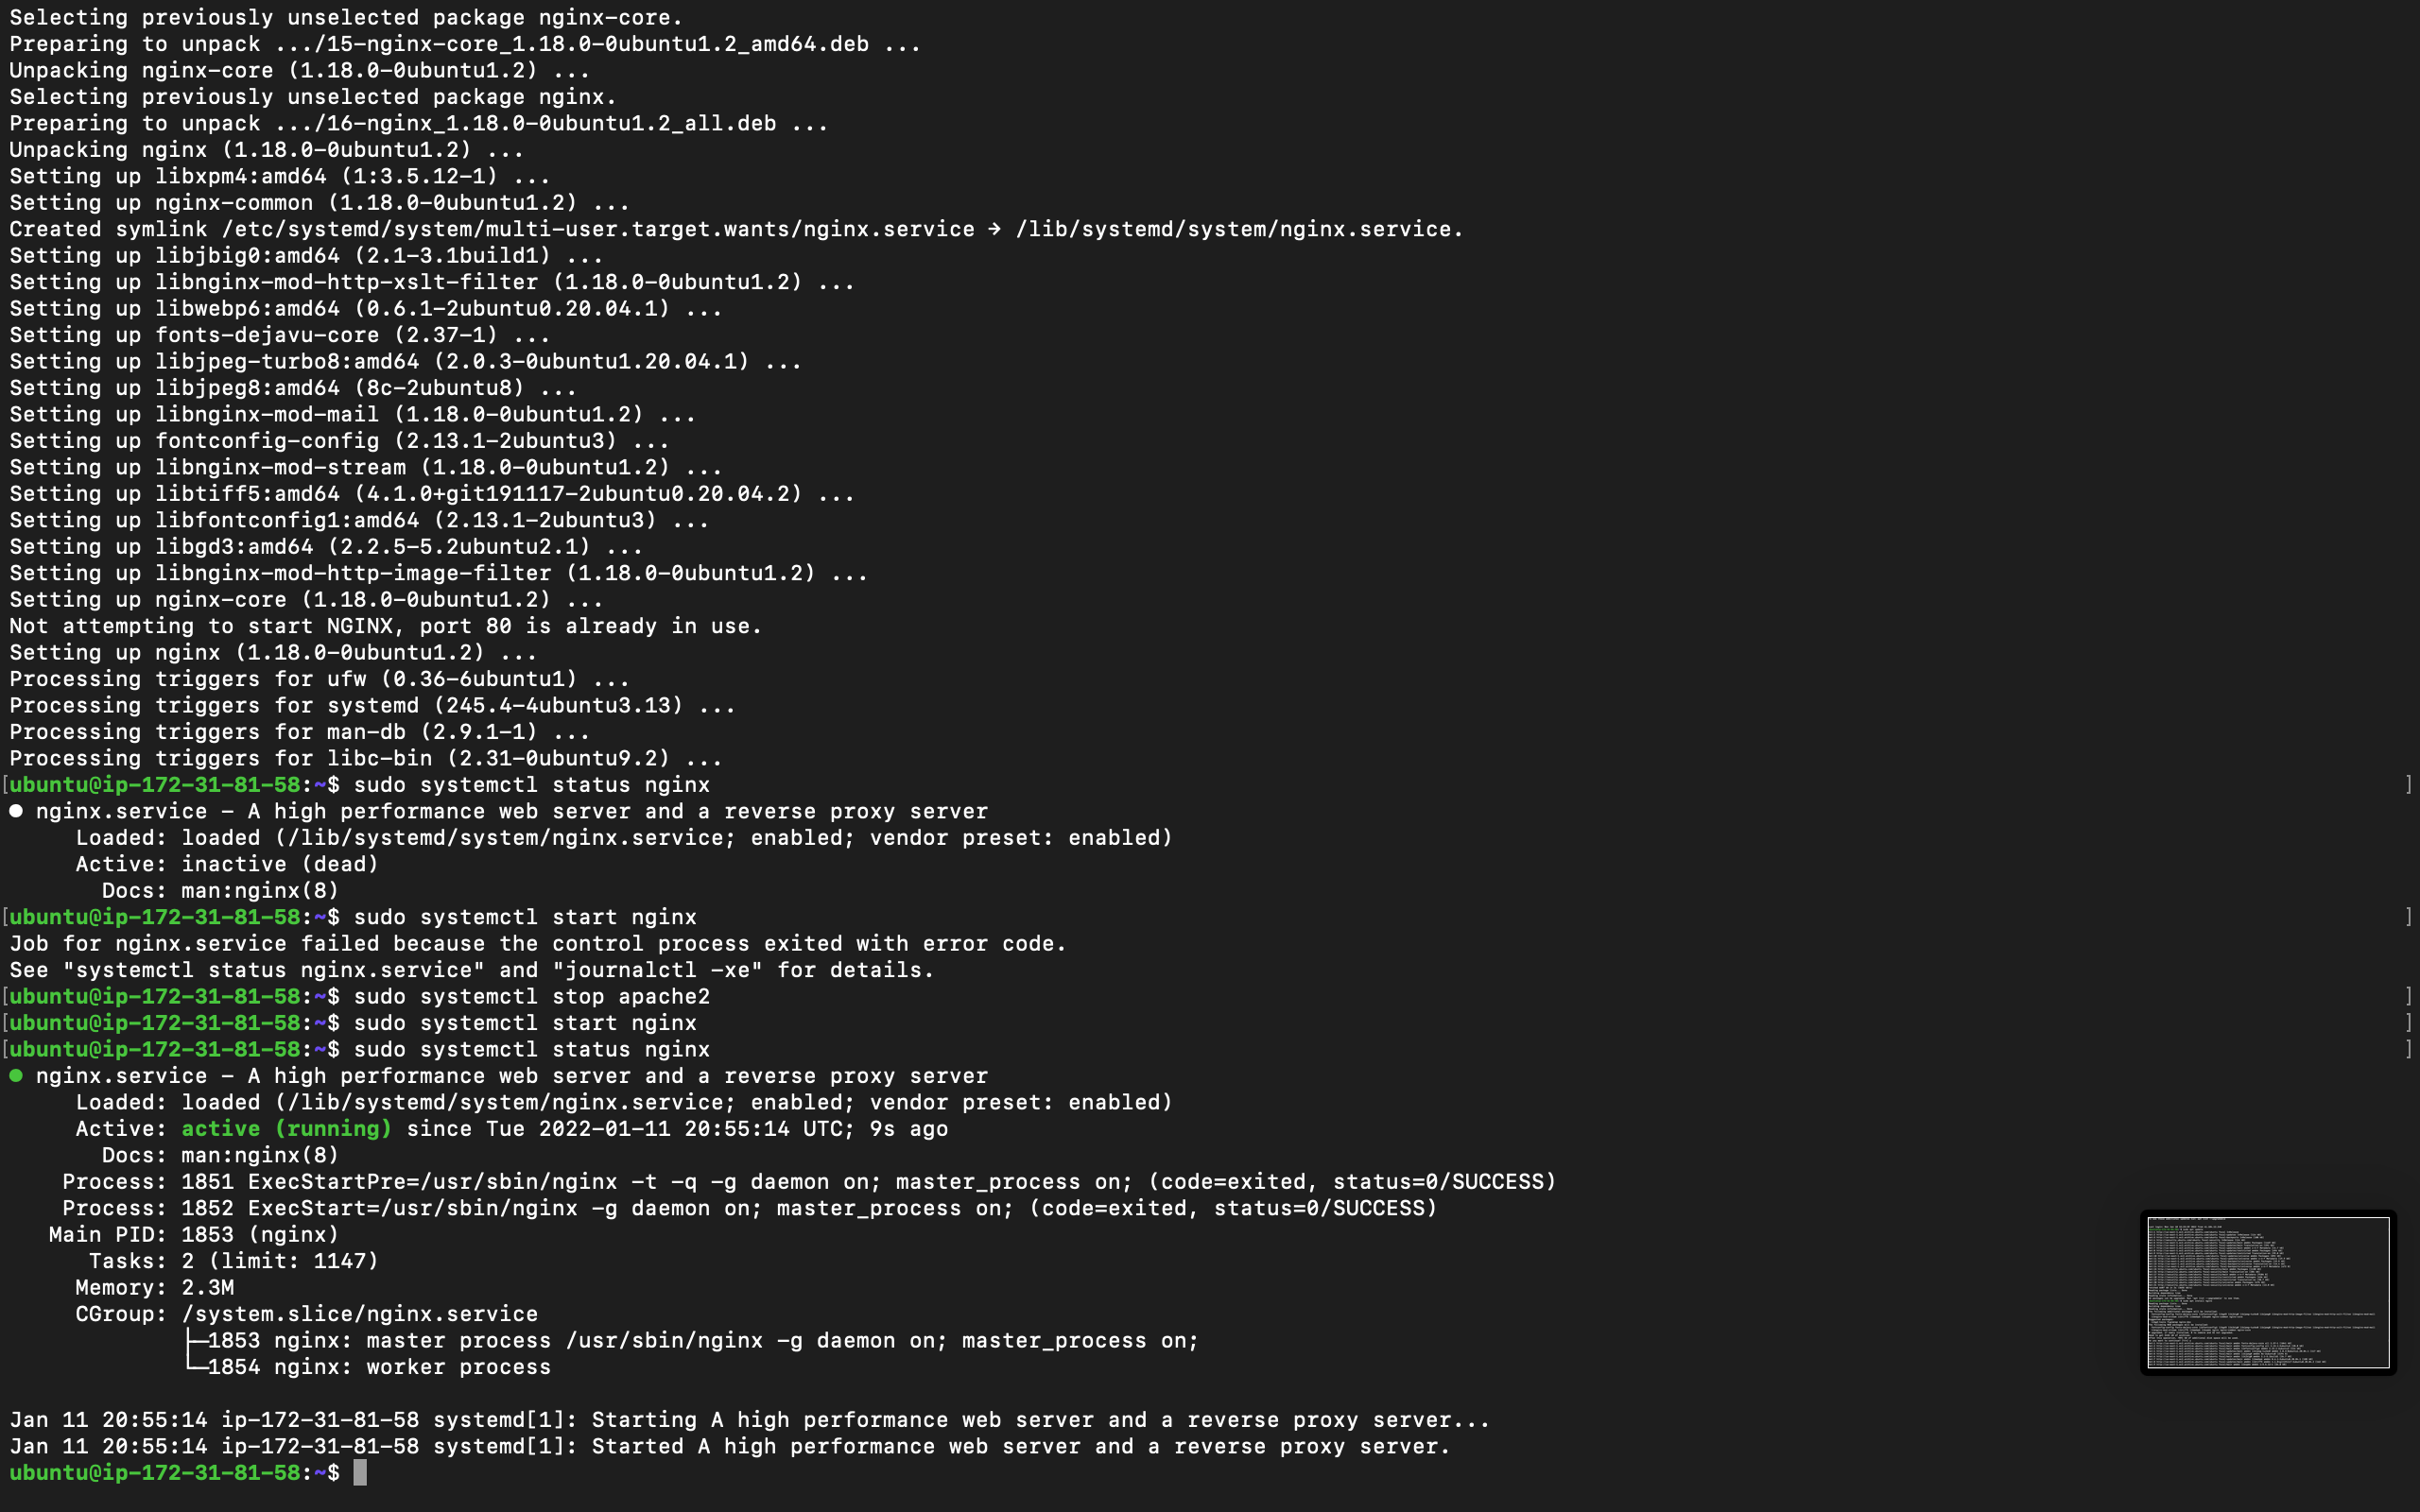 Selecting previously unselected package nginx-core.
Preparing to unpack .../15-nginx-core_1.18.0-0ubuntu1.2_amd64.deb ...
Unpacking nginx-core (1.18.0-0ubuntu1.2) ...
Selecting previously unselected package nginx.
Preparing to unpack .../16-nginx_1.18.0-0ubuntu1.2_all.deb ...
Unpacking nginx (1.18.0-0ubuntu1.2) ...
Setting up libxpm4:amd64 (1:3.5.12-1) ...
Setting up nginx-common (1.18.0-0ubuntu1.2) ...
Created symlink /etc/systemd/system/multi-user.target.wants/nginx.service → /lib/systemd/system/nginx.service.
Setting up libjbig0:amd64 (2.1-3.1build1) ...
Setting up libnginx-mod-http-xslt-filter (1.18.0-0ubuntu1.2) ...
Setting up libwebp6:amd64 (0.6.1-2ubuntu0.20.04.1) ...
Setting up fonts-dejavu-core (2.37-1) ...
Setting up libjpeg-turbo8:amd64 (2.0.3-0ubuntu1.20.04.1) ...
Setting up libjpeg8:amd64 (8c-2ubuntu8) ...
Setting up libnginx-mod-mail (1.18.0-0ubuntu1.2) ...
Setting up fontconfig-config (2.13.1-2ubuntu3) ...
Setting up libnginx-mod-stream (1.18.0-0ubuntu1.2) ...
Setting up libtiff5:amd64 (4.1.0+git191117-2ubuntu0.20.04.2) ...
Setting up libfontconfig1:amd64 (2.13.1-2ubuntu3) ...
Setting up libgd3:amd64 (2.2.5-5.2ubuntu2.1) ...
Setting up libnginx-mod-http-image-filter (1.18.0-0ubuntu1.2) ...
Setting up nginx-core (1.18.0-0ubuntu1.2) ...
Not attempting to start NGINX, port 80 is already in use.
Setting up nginx (1.18.0-0ubuntu1.2) ...
Processing triggers for ufw (0.36-6ubuntu1) ...
Processing triggers for systemd (245.4-4ubuntu3.13) ...
Processing triggers for man-db (2.9.1-1) ...
Processing triggers for libc-bin (2.31-0ubuntu9.2) ...
[ubuntu@ip-172-31-81-58:~$ sudo systemctl status nginx ]
● nginx.service - A high performance web server and a reverse proxy server
     Loaded: loaded (/lib/systemd/system/nginx.service; enabled; vendor preset: enabled)
     Active: inactive (dead)
       Docs: man:nginx(8)
[ubuntu@ip-172-31-81-58:~$ sudo systemctl start nginx ]
Job for nginx.service failed because the control process exited with error code.
See "systemctl status nginx.service" and "journalctl -xe" for details.
[ubuntu@ip-172-31-81-58:~$ sudo systemctl stop apache2 ]
[ubuntu@ip-172-31-81-58:~$ sudo systemctl start nginx ]
[ubuntu@ip-172-31-81-58:~$ sudo systemctl status nginx ]
● nginx.service - A high performance web server and a reverse proxy server
     Loaded: loaded (/lib/systemd/system/nginx.service; enabled; vendor preset: enabled)
     Active: active (running) since Tue 2022-01-11 20:55:14 UTC; 9s ago
       Docs: man:nginx(8)
    Process: 1851 ExecStartPre=/usr/sbin/nginx -t -q -g daemon on; master_process on; (code=exited, status=0/SUCCESS)
    Process: 1852 ExecStart=/usr/sbin/nginx -g daemon on; master_process on; (code=exited, status=0/SUCCESS)
   Main PID: 1853 (nginx)
      Tasks: 2 (limit: 1147)
     Memory: 2.3M
     CGroup: /system.slice/nginx.service
             ├─1853 nginx: master process /usr/sbin/nginx -g daemon on; master_process on;
             └─1854 nginx: worker process
Jan 11 20:55:14 ip-172-31-81-58 systemd[1]: Starting A high performance web server and a reverse proxy server...
Jan 11 20:55:14 ip-172-31-81-58 systemd[1]: Started A high performance web server and a reverse proxy server.
ubuntu@ip-172-31-81-58:~$